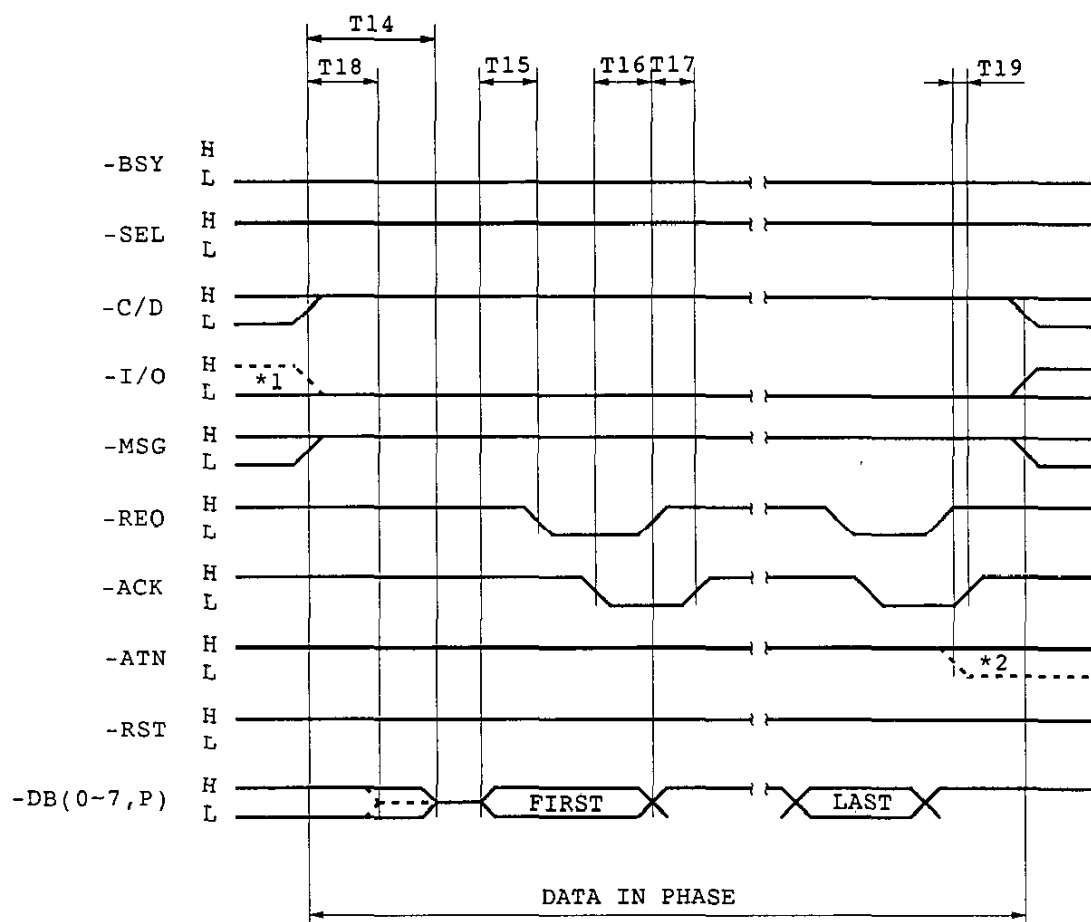 T14
T18 T15 T16 T17 T19
-BSY H
L
-SEL H
L
-C/D H
L
-I/O H
*1 L
-MSG H
L
-REQ H
L
-ACK H
L
-ATN H
L *2
-RST H
L
-DB(0~7,P) H
L FIRST LAST
DATA IN PHASE